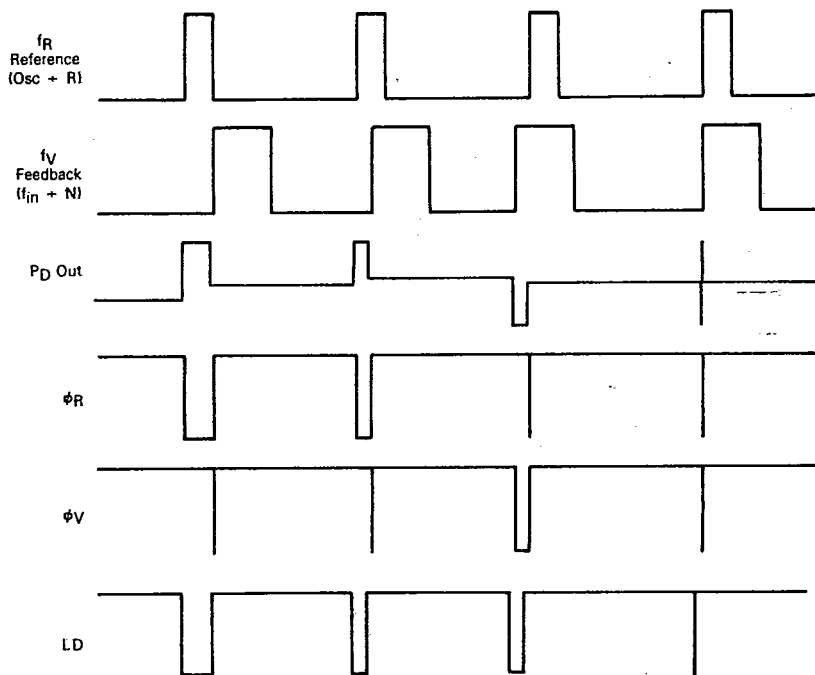 fR
Reference
(Osc ÷ R)
fV
Feedback
(fin ÷ N)
PD Out
ϕR
ϕV
LD